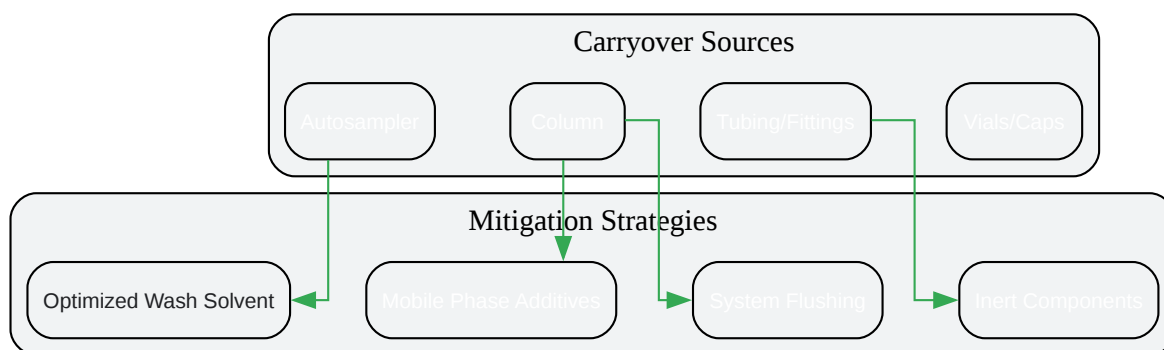 Carryover Sources
Autosampler
Column
Tubing/Fittings
Vials/Caps
Mitigation Strategies
Optimized Wash Solvent
Mobile Phase Additives
System Flushing
Inert Components